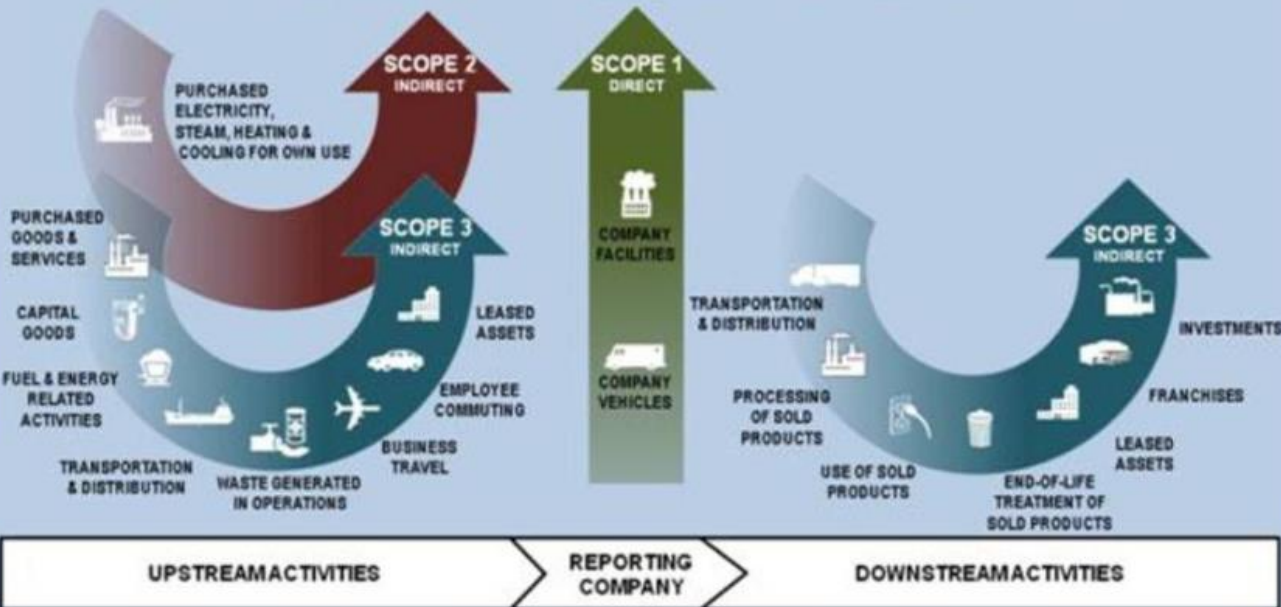 SCOPE 2
INDIRECT
PURCHASED
ELECTRICITY,
STEAM, HEATING &
COOLING FOR OWN USE
SCOPE 1
DIRECT
COMPANY
FACILITIES
COMPANY
VEHICLES
PURCHASED
GOODS &
SERVICES
CAPITAL
GOODS
FUEL & ENERGY
RELATED
ACTIVITIES
TRANSPORTATION
& DISTRIBUTION
WASTE GENERATED
IN OPERATIONS
BUSINESS
TRAVEL
EMPLOYEE
COMMUTING
LEASED
ASSETS
SCOPE 3
INDIRECT
TRANSPORTATION
& DISTRIBUTION
PROCESSING
OF SOLD
PRODUCTS
USE OF SOLD
PRODUCTS
END-OF-LIFE
TREATMENT OF
SOLD PRODUCTS
LEASED
ASSETS
FRANCHISES
INVESTMENTS
SCOPE 3
INDIRECT
UPSTREAMACTIVITIES
REPORTING
COMPANY
DOWNSTREAMACTIVITIES